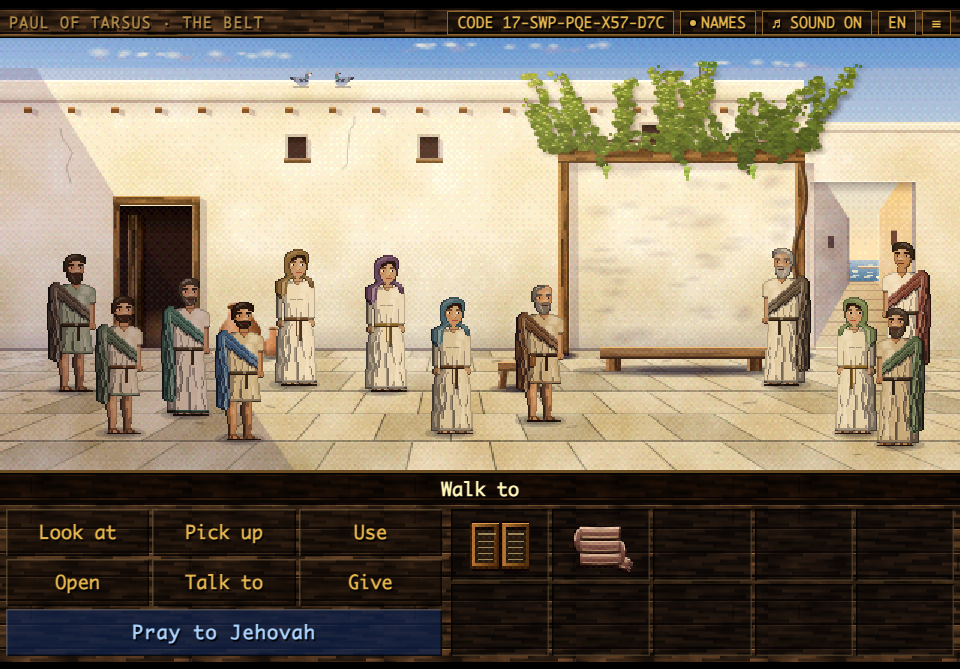 PAUL OF TARSUS · THE BELT
CODE 17-SWP-PQE-X57-D7C
• NAMES
♬ SOUND ON
EN
≡
Walk to
Look at
Pick up
Use
Open
Talk to
Give
Pray to Jehovah